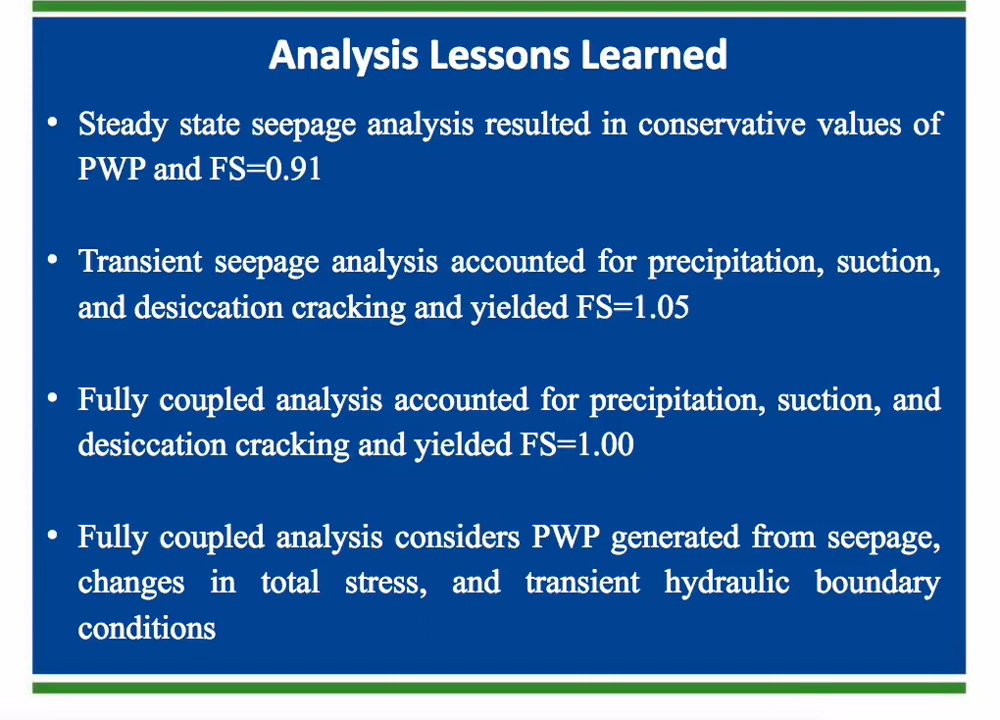 Analysis Lessons Learned
• Steady state seepage analysis resulted in conservative values of
PWP and FS=0.91
• Transient seepage analysis accounted for precipitation, suction,
and desiccation cracking and yielded FS=1.05
• Fully coupled analysis accounted for precipitation, suction, and
desiccation cracking and yielded FS=1.00
• Fully coupled analysis considers PWP generated from seepage,
changes in total stress, and transient hydraulic boundary
conditions